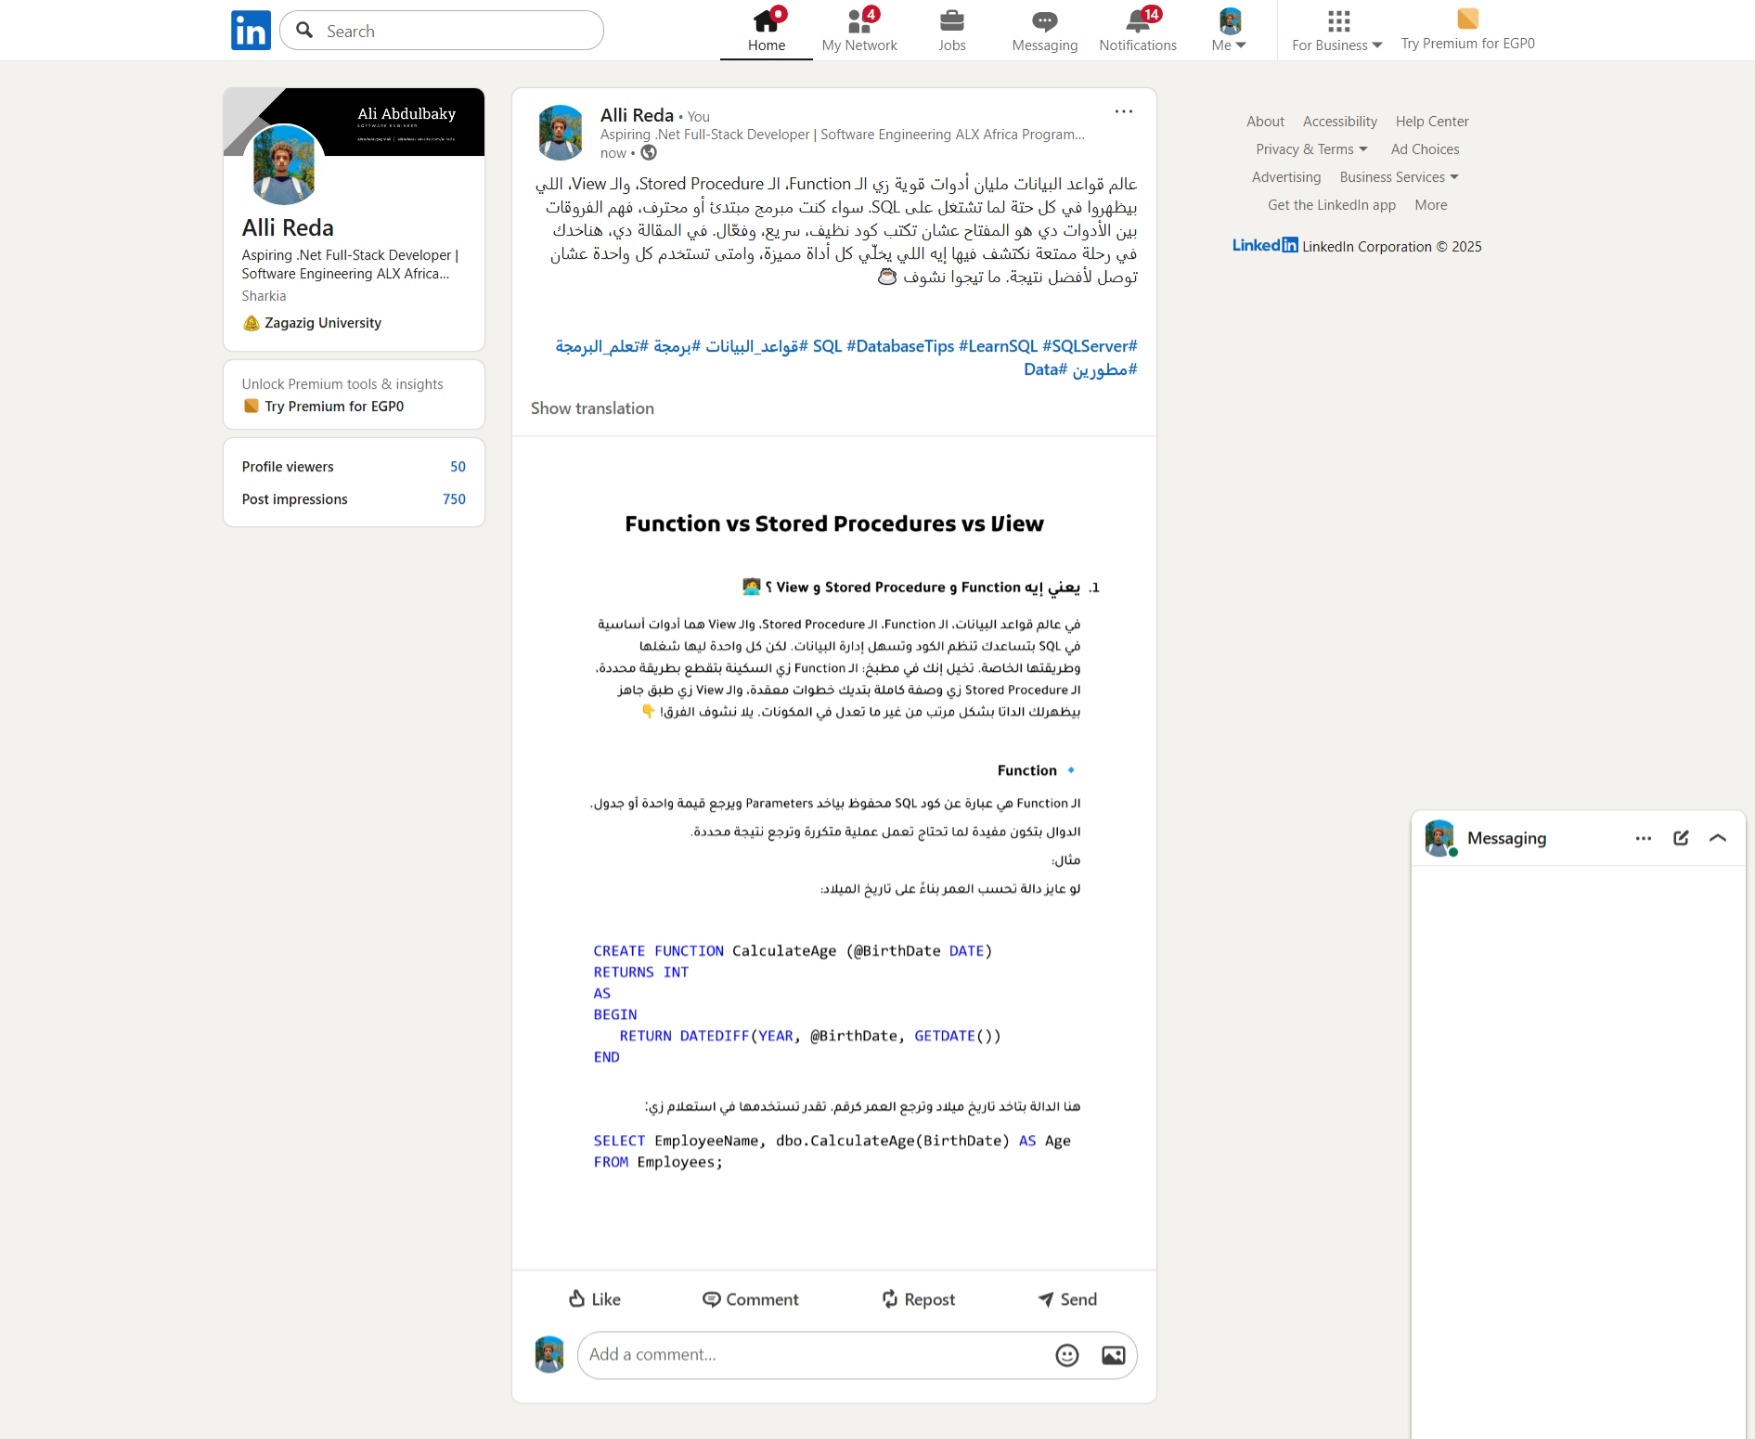 in
Search
Home
4
My Network
Jobs
Messaging
14
Notifications
Me
For Business
Try Premium for EGP0
Ali Abdulbaky
SOFTWARE ENGINEER
Alli Reda
Aspiring .Net Full-Stack Developer |
Software Engineering ALX Africa...
Sharkia
Zagazig University
Unlock Premium tools & insights
Try Premium for EGP0
Profile viewers 50
Post impressions 750
Alli Reda • You
Aspiring .Net Full-Stack Developer | Software Engineering ALX Africa Program...
now •
عالم قواعد البيانات مليان أدوات قوية زي الـ Function، الـ Stored Procedure، والـ View، اللي
بيظهروا في كل حتة لما تشتغل على SQL. سواء كنت مبرمج مبتدئ أو محترف، فهم الفروقات
بين الأدوات دي هو المفتاح عشان تكتب كود نظيف، سريع، وفعّال. في المقالة دي، هناخدك
في رحلة ممتعة نكتشف فيها إيه اللي يخلّي كل أداة مميزة، وامتى تستخدم كل واحدة عشان
توصل لأفضل نتيجة. ما تيجوا نشوف ☕
#SQL #DatabaseTips #LearnSQL #SQLServer #قواعد_البيانات #برمجة #تعلم_البرمجة
#مطورين #Data
Show translation
Function vs Stored Procedures vs View
1. يعني إيه Function و Stored Procedure و View ؟ 🧑‍💻
في عالم قواعد البيانات، الـ Function، الـ Stored Procedure، والـ View هما أدوات أساسية
في SQL بتساعدك تنظم الكود وتسهل إدارة البيانات. لكن كل واحدة ليها شغلها
وطريقتها الخاصة. تخيل إنك في مطبخ: الـ Function زي السكينة بتقطع بطريقة محددة،
الـ Stored Procedure زي وصفة كاملة بتديك خطوات معقدة، والـ View زي طبق جاهز
بيظهرلك الداتا بشكل مرتب من غير ما تعدل في المكونات. يلا نشوف الفرق! 👇
🔹 Function
الـ Function هي عبارة عن كود SQL محفوظ بياخد Parameters ويرجع قيمة واحدة أو جدول.
الدوال بتكون مفيدة لما تحتاج تعمل عملية متكررة وترجع نتيجة محددة.
مثال:
لو عايز دالة تحسب العمر بناءً على تاريخ الميلاد:
CREATE FUNCTION CalculateAge (@BirthDate DATE)
RETURNS INT
AS
BEGIN
RETURN DATEDIFF(YEAR, @BirthDate, GETDATE())
END
هنا الدالة بتاخد تاريخ ميلاد وترجع العمر كرقم. تقدر تستخدمها في استعلام زي:
SELECT EmployeeName, dbo.CalculateAge(BirthDate) AS Age
FROM Employees;
Like
Comment
Repost
Send
Add a comment...
About Accessibility Help Center
Privacy & Terms Ad Choices
Advertising Business Services
Get the LinkedIn app More
LinkedIn LinkedIn Corporation © 2025
Messaging